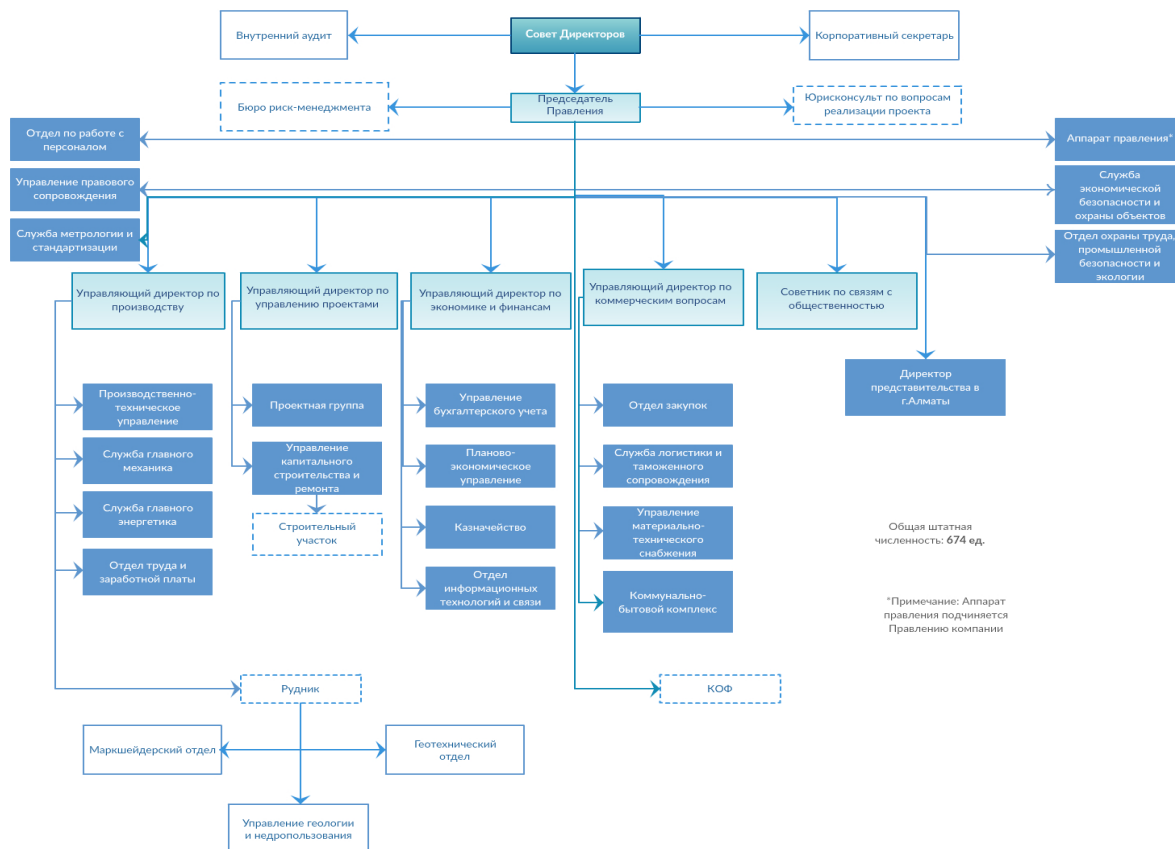 Внутренний аудит
Совет Директоров
Корпоративный секретарь
Бюро риск-менеджмента
Председатель
Правления
Юрисконсульт по вопросам
реализации проекта
Отдел по работе с
персоналом
Аппарат правления*
Управление правового
сопровождения
Служба
экономической
безопасности и
охраны объектов
Служба метрологии и
стандартизации
Отдел охраны труда,
промышленной
безопасности и
экологии
Управляющий директор по
производству
Управляющий директор по
управлению проектами
Управляющий директор по
экономике и финансам
Управляющий директор по
коммерческим вопросам
Советник по связям с
общественностью
Директор
представительства в
г.Алматы
Производственно-
техническое
управление
Проектная группа
Управление
бухгалтерского учета
Отдел закупок
Служба главного
механика
Управление
капитального
строительства и
ремонта
Планово-
экономическое
управление
Служба логистики и
таможенного
сопровождения
Служба главного
энергетика
Строительный
участок
Казначейство
Управление
материально-
технического
снабжения
Общая штатная
численность: 674 ед.
Отдел труда и
заработной платы
Отдел
информационных
технологий и связи
Коммунально-
бытовой комплекс
*Примечание: Аппарат
правления подчиняется
Правлению компании
Рудник
КОФ
Маркшейдерский отдел
Геотехнический
отдел
Управление геологии
и недропользования